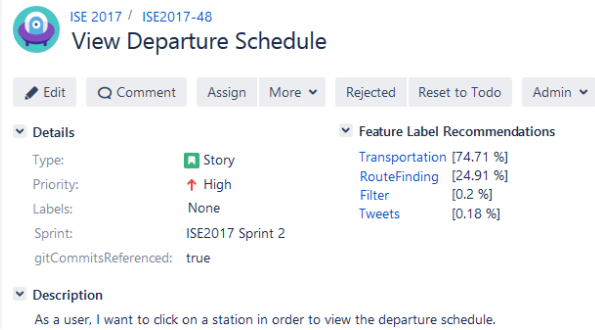 ISE 2017 / ISE2017-48
View Departure Schedule
Edit Comment Assign More Rejected Reset to Todo Admin
Details
Type: Story
Priority: High
Labels: None
Sprint: ISE2017 Sprint 2
gitCommitsReferenced: true
Feature Label Recommendations
Transportation [74.71 %]
RouteFinding [24.91 %]
Filter [0.2 %]
Tweets [0.18 %]
Description
As a user, I want to click on a station in order to view the departure schedule.